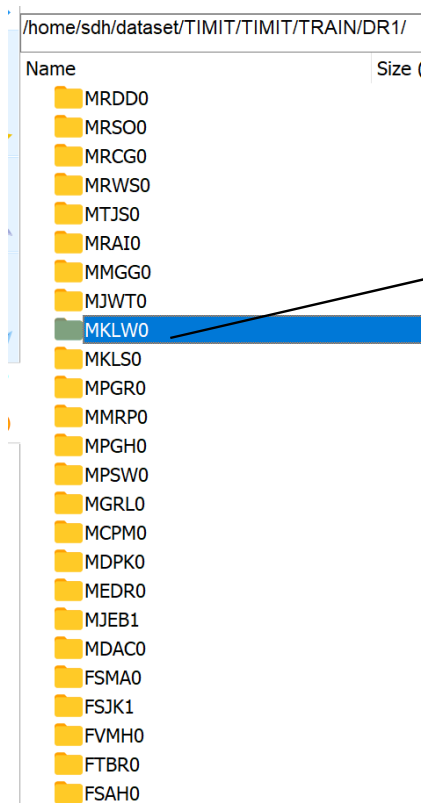 /home/sdh/dataset/TIMIT/TIMIT/TRAIN/DR1/
Name Size (
MRDD0
MRSO0
MRCG0
MRWS0
MTJS0
MRAI0
MMGG0
MJWT0
MKLW0
MKLS0
MPGR0
MMRP0
MPGH0
MPSW0
MGRL0
MCPM0
MDPK0
MEDR0
MJEB1
MDAC0
FSMA0
FSJK1
FVMH0
FTBR0
FSAH0